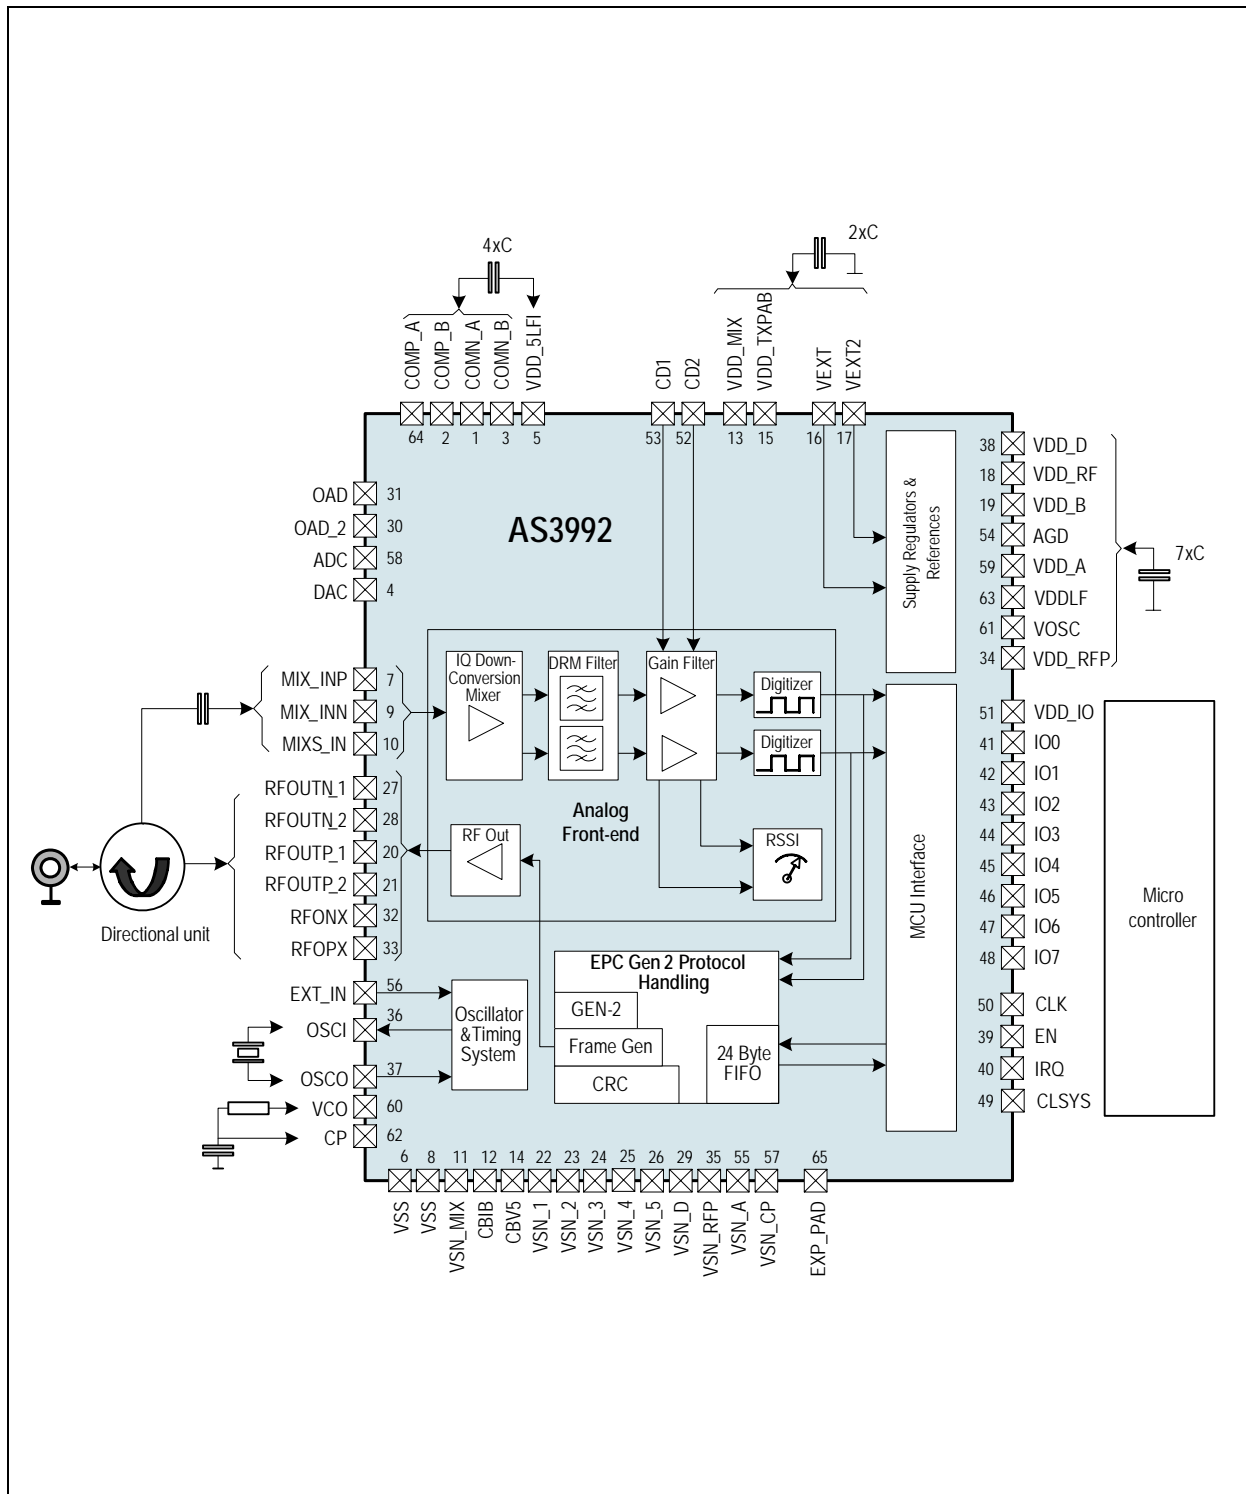 4xC
2xC
COMP_A
COMP_B
COMN_A
COMN_B
VDD_5LFI
CD1
CD2
VDD_MIX
VDD_TXPAB
VEXT
VEXT2
64
2
1
3
5
53
52
13
15
16
17
OAD
31
OAD_2
30
ADC
58
DAC
4
AS3992
Supply Regulators &
References
38
VDD_D
18
VDD_RF
19
VDD_B
54
AGD
59
VDD_A
63
VDDLF
61
VOSC
34
VDD_RFP
7xC
MIX_INP
7
MIX_INN
9
MIXS_IN
10
RFOUTN_1
27
RFOUTN_2
28
RFOUTP_1
20
RFOUTP_2
21
RFONX
32
RFOPX
33
Directional unit
IQ Down-
Conversion
Mixer
DRM Filter
Gain Filter
Digitizer
Digitizer
Analog
Front-end
RF Out
RSSI
MCU Interface
51
VDD_IO
41
IO0
42
IO1
43
IO2
44
IO3
45
IO4
46
IO5
47
IO6
48
IO7
50
CLK
39
EN
40
IRQ
49
CLSYS
Micro
controller
EXT_IN
56
OSCI
36
OSCO
37
VCO
60
CP
62
Oscillator
&Timing
System
EPC Gen 2 Protocol
Handling
GEN-2
Frame Gen
CRC
24 Byte
FIFO
6
8
11
12
14
22
23
24
25
26
29
35
55
57
65
VSS
VSS
VSN_MIX
CBIB
CBV5
VSN_1
VSN_2
VSN_3
VSN_4
VSN_5
VSN_D
VSN_RFP
VSN_A
VSN_CP
EXP_PAD